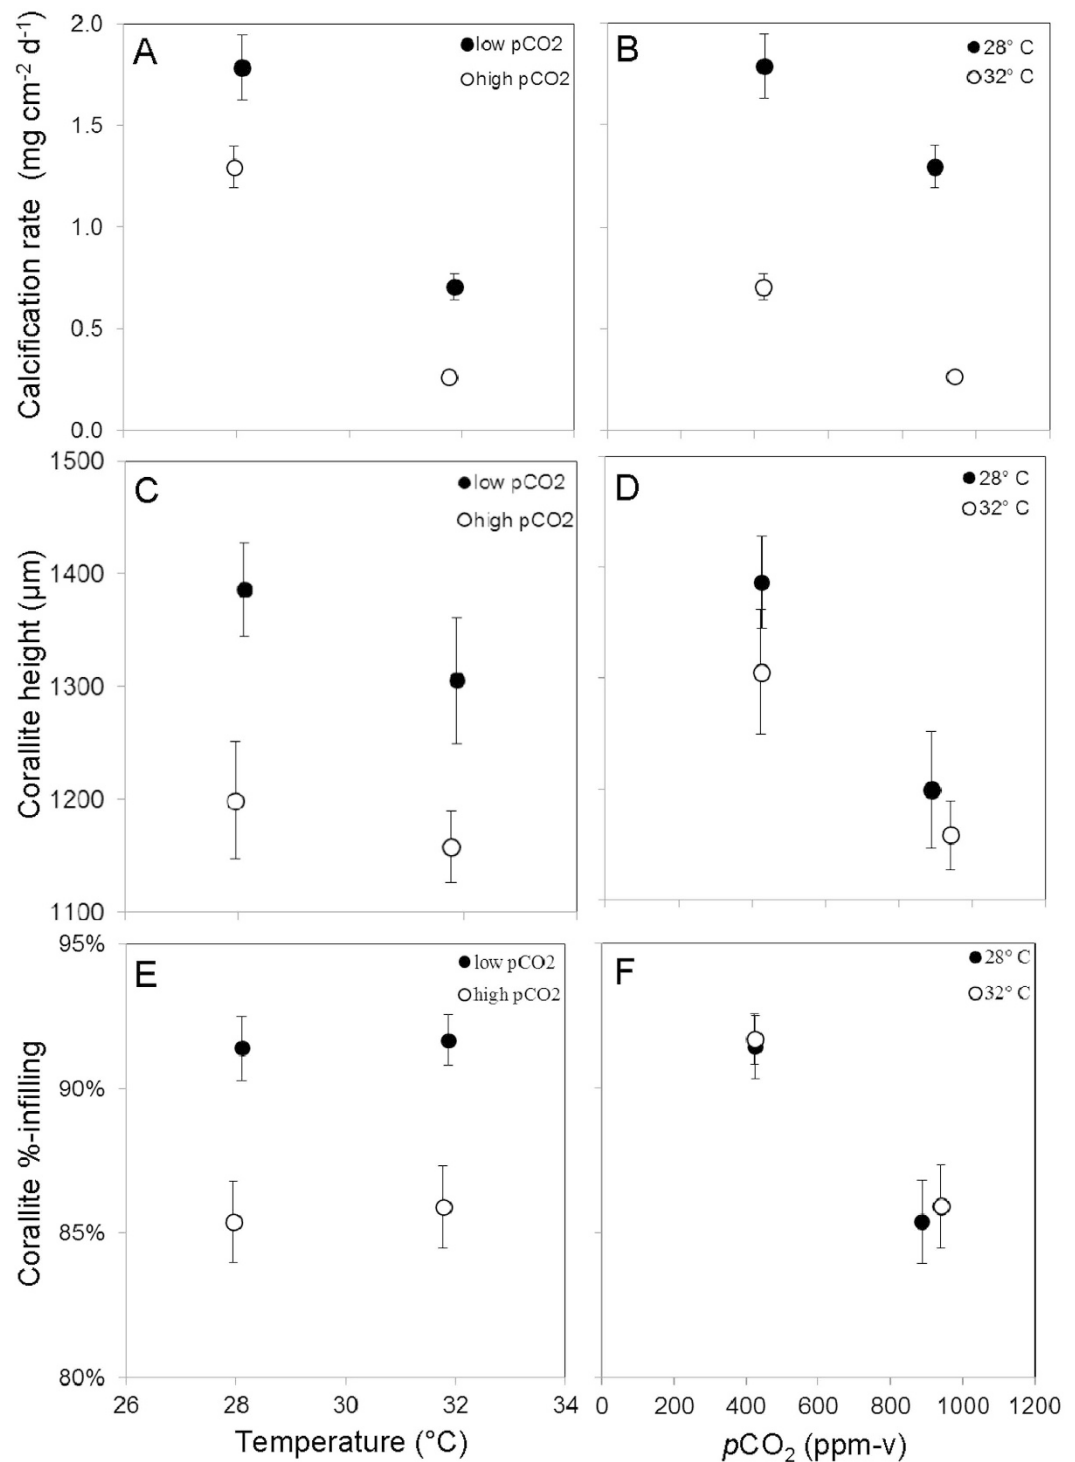 A
low pCO2
high pCO2
2.0
1.5
1.0
0.5
0.0
Calcification rate (mg cm-2 d-1)
B
28° C
32° C
C
low pCO2
high pCO2
1500
1400
1300
1200
1100
Corallite height (µm)
D
28° C
32° C
E
low pCO2
high pCO2
95%
90%
85%
80%
Corallite %-infilling
26 28 30 32 34
Temperature (°C)
F
28° C
32° C
0 200 400 600 800 1000 1200
pCO2 (ppm-v)